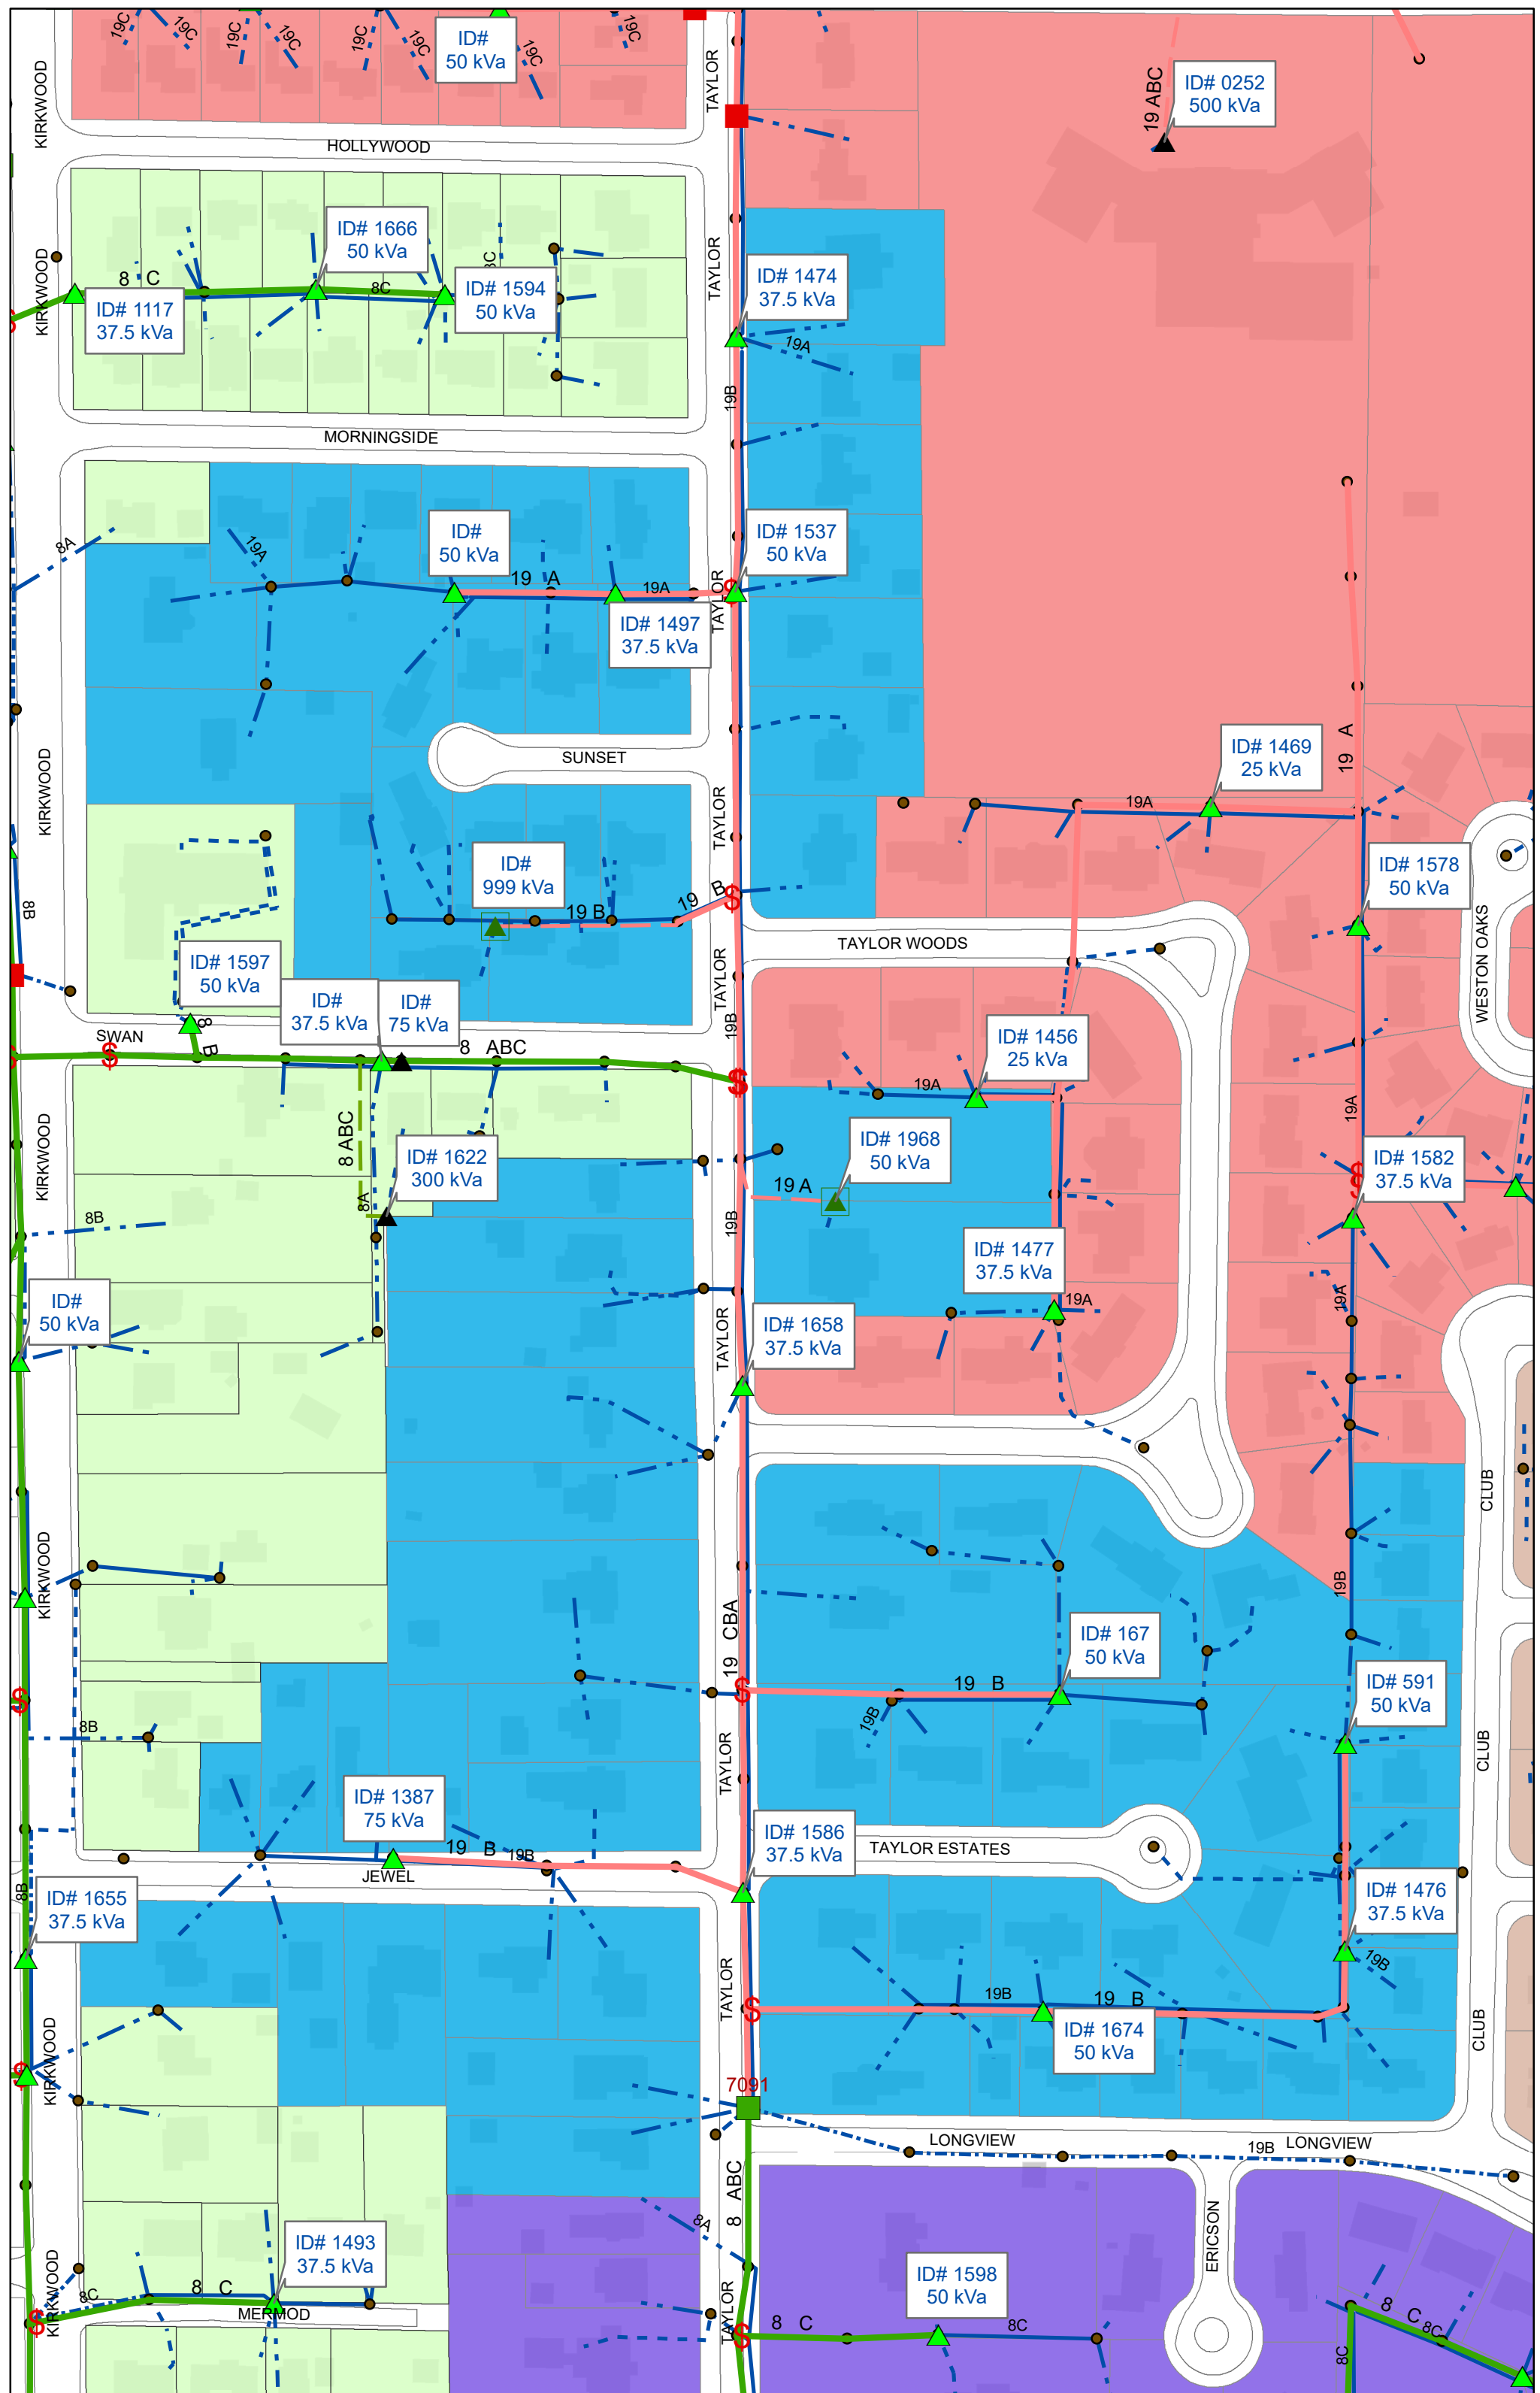 19C
19C
19C
19C
19C
19C
19C
19C
ID#
50 kVa
KIRKWOOD
TAYLOR
19 ABC
ID# 0252
500 kVa
HOLLYWOOD
ID# 1666
50 kVa
8C
KIRKWOOD
8 C
8C
ID# 1117
37.5 kVa
ID# 1594
50 kVa
TAYLOR
ID# 1474
37.5 kVa
19A
19B
MORNINGSIDE
8A
19A
ID#
50 kVa
19 A
19A
ID# 1497
37.5 kVa
ID# 1537
50 kVa
TAYLOR
SUNSET
KIRKWOOD
TAYLOR
19 A
ID# 1469
25 kVa
19A
ID# 1578
50 kVa
8B
ID#
999 kVa
19 B
19 B
TAYLOR WOODS
WESTON OAKS
ID# 1597
50 kVa
ID#
37.5 kVa
ID#
75 kVa
TAYLOR
19B
SWAN
8 B
8 ABC
ID# 1456
25 kVa
19A
19A
8 ABC
KIRKWOOD
ID# 1622
300 kVa
8A
ID# 1968
50 kVa
19 A
ID# 1582
37.5 kVa
8B
19B
ID# 1477
37.5 kVa
19A
19A
ID#
50 kVa
TAYLOR
ID# 1658
37.5 kVa
CLUB
KIRKWOOD
19B
19 CBA
ID# 167
50 kVa
19 B
19B
ID# 591
50 kVa
8B
TAYLOR
CLUB
ID# 1387
75 kVa
19 B
19B
JEWEL
ID# 1586
37.5 kVa
TAYLOR ESTATES
8B
ID# 1655
37.5 kVa
ID# 1476
37.5 kVa
19B
TAYLOR
19B
19 B
ID# 1674
50 kVa
CLUB
KIRKWOOD
7091
LONGVIEW
19B
LONGVIEW
8 ABC
8A
ERICSON
ID# 1493
37.5 kVa
KIRKWOOD
8C
8 C
MERMOD
TAYLOR
ID# 1598
50 kVa
8 C
8C
8C
8 C
8C